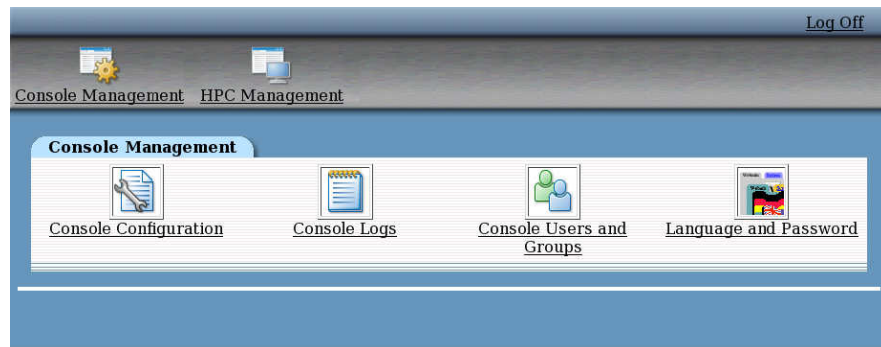 Log Off
Console Management HPC Management
Console Management
Console Configuration Console Logs Console Users and Groups Language and Password